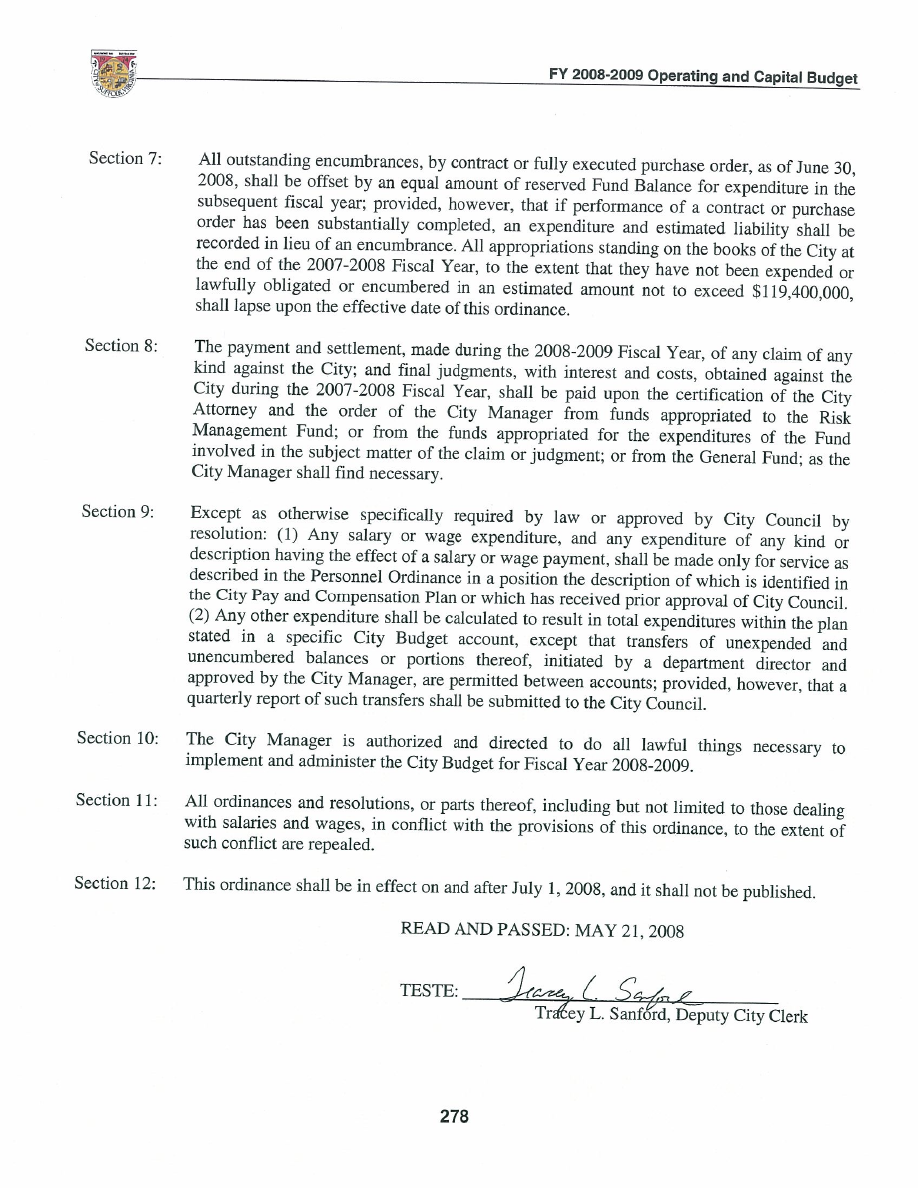 FY 2008-2009 Operating and Capital Budget
Section 7: All outstanding encumbrances, by contract or fully executed purchase order, as of June 30,
2008, shall be offset by an equal amount of reserved Fund Balance for expenditure in the
subsequent fiscal year; provided, however, that if performance of a contract or purchase
order has been substantially completed, an expenditure and estimated liability shall be
recorded in lieu of an encumbrance. All appropriations standing on the books of the City at
the end of the 2007-2008 Fiscal Year, to the extent that they have not been expended or
lawfully obligated or encumbered in an estimated amount not to exceed $119,400,000,
shall lapse upon the effective date of this ordinance.
Section 8: The payment and settlement, made during the 2008-2009 Fiscal Year, of any claim of any
kind against the City; and final judgments, with interest and costs, obtained against the
City during the 2007-2008 Fiscal Year, shall be paid upon the certification of the City
Attorney and the order of the City Manager from funds appropriated to the Risk
Management Fund; or from the funds appropriated for the expenditures of the Fund
involved in the subject matter of the claim or judgment; or from the General Fund; as the
City Manager shall find necessary.
Section 9: Except as otherwise specifically required by law or approved by City Council by
resolution: (1) Any salary or wage expenditure, and any expenditure of any kind or
description having the effect of a salary or wage payment, shall be made only for service as
described in the Personnel Ordinance in a position the description of which is identified in
the City Pay and Compensation Plan or which has received prior approval of City Council.
(2) Any other expenditure shall be calculated to result in total expenditures within the plan
stated in a specific City Budget account, except that transfers of unexpended and
unencumbered balances or portions thereof, initiated by a department director and
approved by the City Manager, are permitted between accounts; provided, however, that a
quarterly report of such transfers shall be submitted to the City Council.
Section 10: The City Manager is authorized and directed to do all lawful things necessary to
implement and administer the City Budget for Fiscal Year 2008-2009.
Section 11: All ordinances and resolutions, or parts thereof, including but not limited to those dealing
with salaries and wages, in conflict with the provisions of this ordinance, to the extent of
such conflict are repealed.
Section 12: This ordinance shall be in effect on and after July 1, 2008, and it shall not be published.
READ AND PASSED: MAY 21, 2008
TESTE: Tracey L. Sanford
Tracey L. Sanford, Deputy City Clerk
278